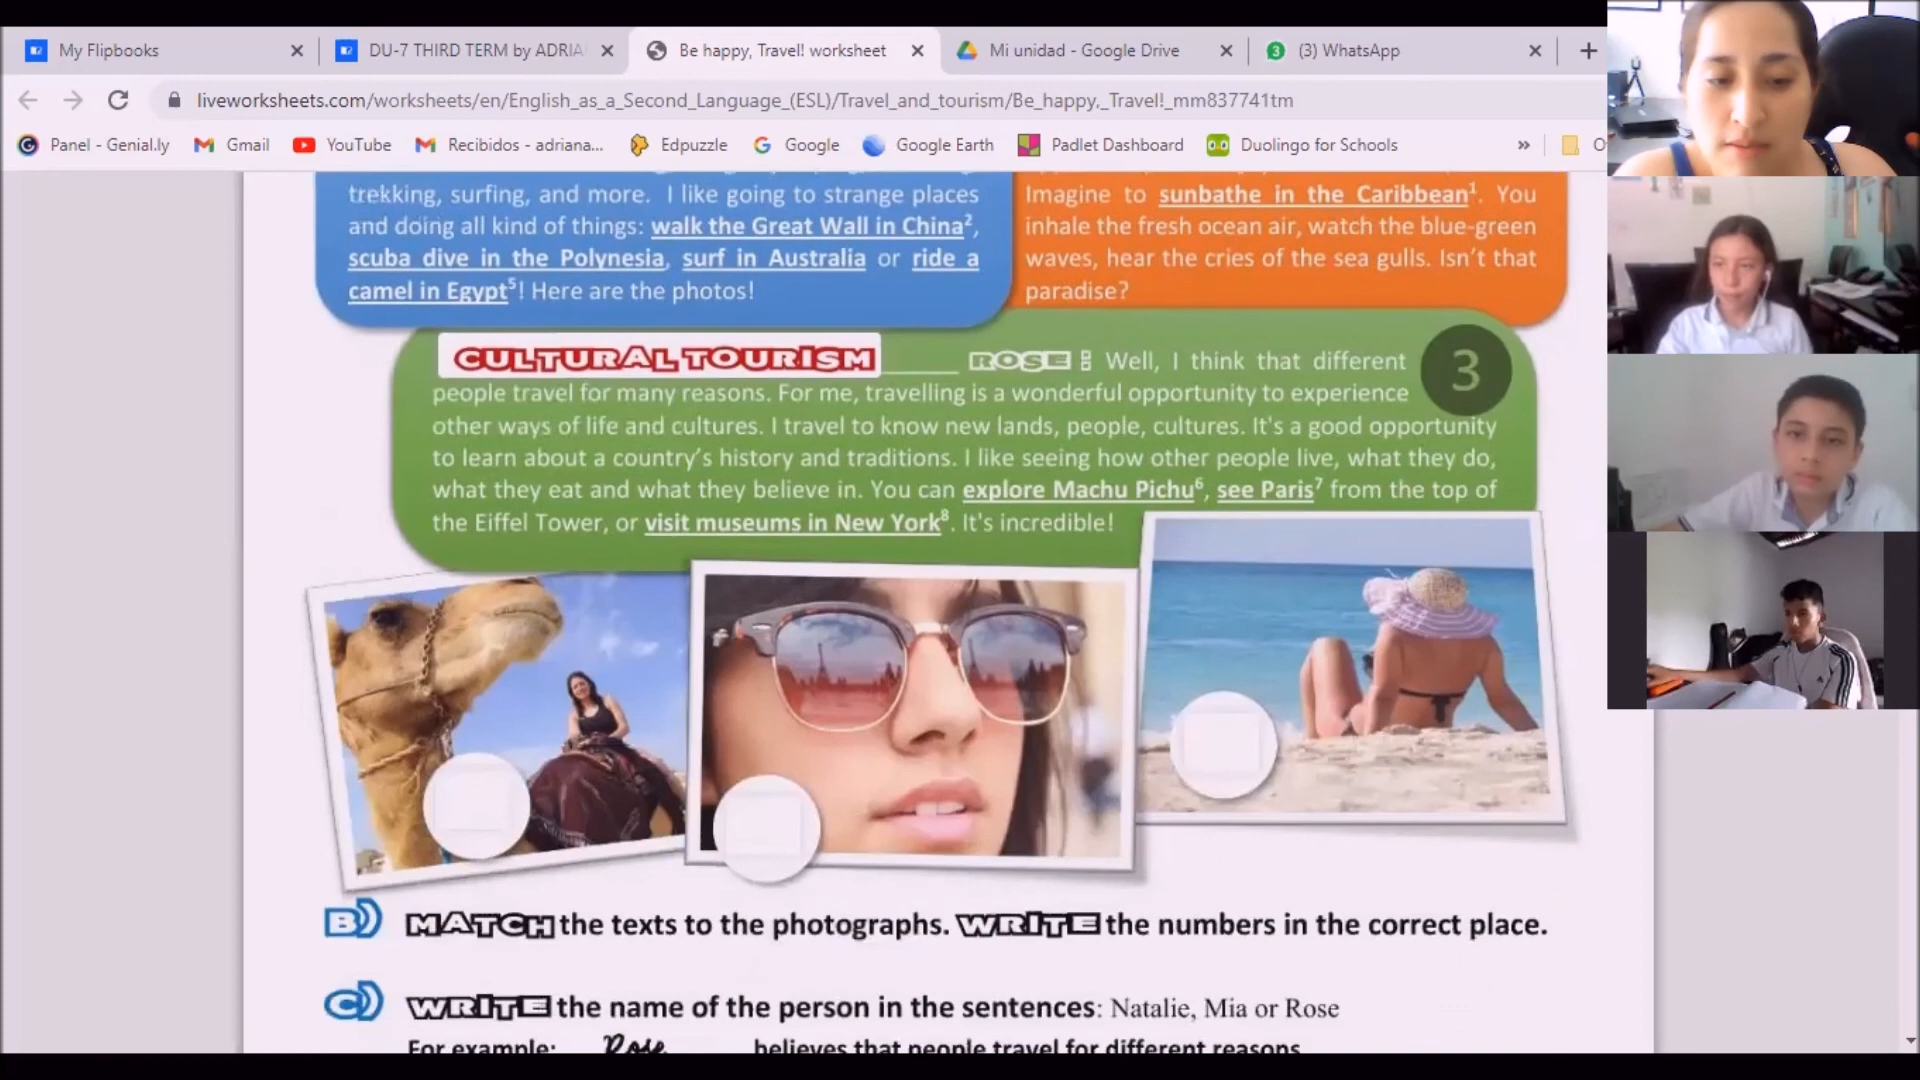 My Flipbooks
DU-7 THIRD TERM by ADRIA
Be happy, Travel! worksheet
Mi unidad - Google Drive
(3) WhatsApp
liveworksheets.com/worksheets/en/English_as_a_Second_Language_(ESL)/Travel_and_tourism/Be_happy,_Travel!_mm837741tm
Panel - Genial.ly
Gmail
YouTube
Recibidos - adriana...
Edpuzzle
Google
Google Earth
Padlet Dashboard
Duolingo for Schools
»
trekking, surfing, and more. I like going to strange places
and doing all kind of things: walk the Great Wall in China²,
scuba dive in the Polynesia, surf in Australia or ride a
camel in Egypt⁵! Here are the photos!
Imagine to sunbathe in the Caribbean¹. You
inhale the fresh ocean air, watch the blue-green
waves, hear the cries of the sea gulls. Isn't that
paradise?
CULTURAL TOURISM ______ ROSE : Well, I think that different
3
people travel for many reasons. For me, travelling is a wonderful opportunity to experience
other ways of life and cultures. I travel to know new lands, people, cultures. It's a good opportunity
to learn about a country's history and traditions. I like seeing how other people live, what they do,
what they eat and what they believe in. You can explore Machu Pichu⁶, see Paris⁷ from the top of
the Eiffel Tower, or visit museums in New York⁸. It's incredible!
B) MATCH the texts to the photographs. WRITE the numbers in the correct place.
C) WRITE the name of the person in the sentences: Natalie, Mia or Rose
For example: Rose believes that people travel for different reasons